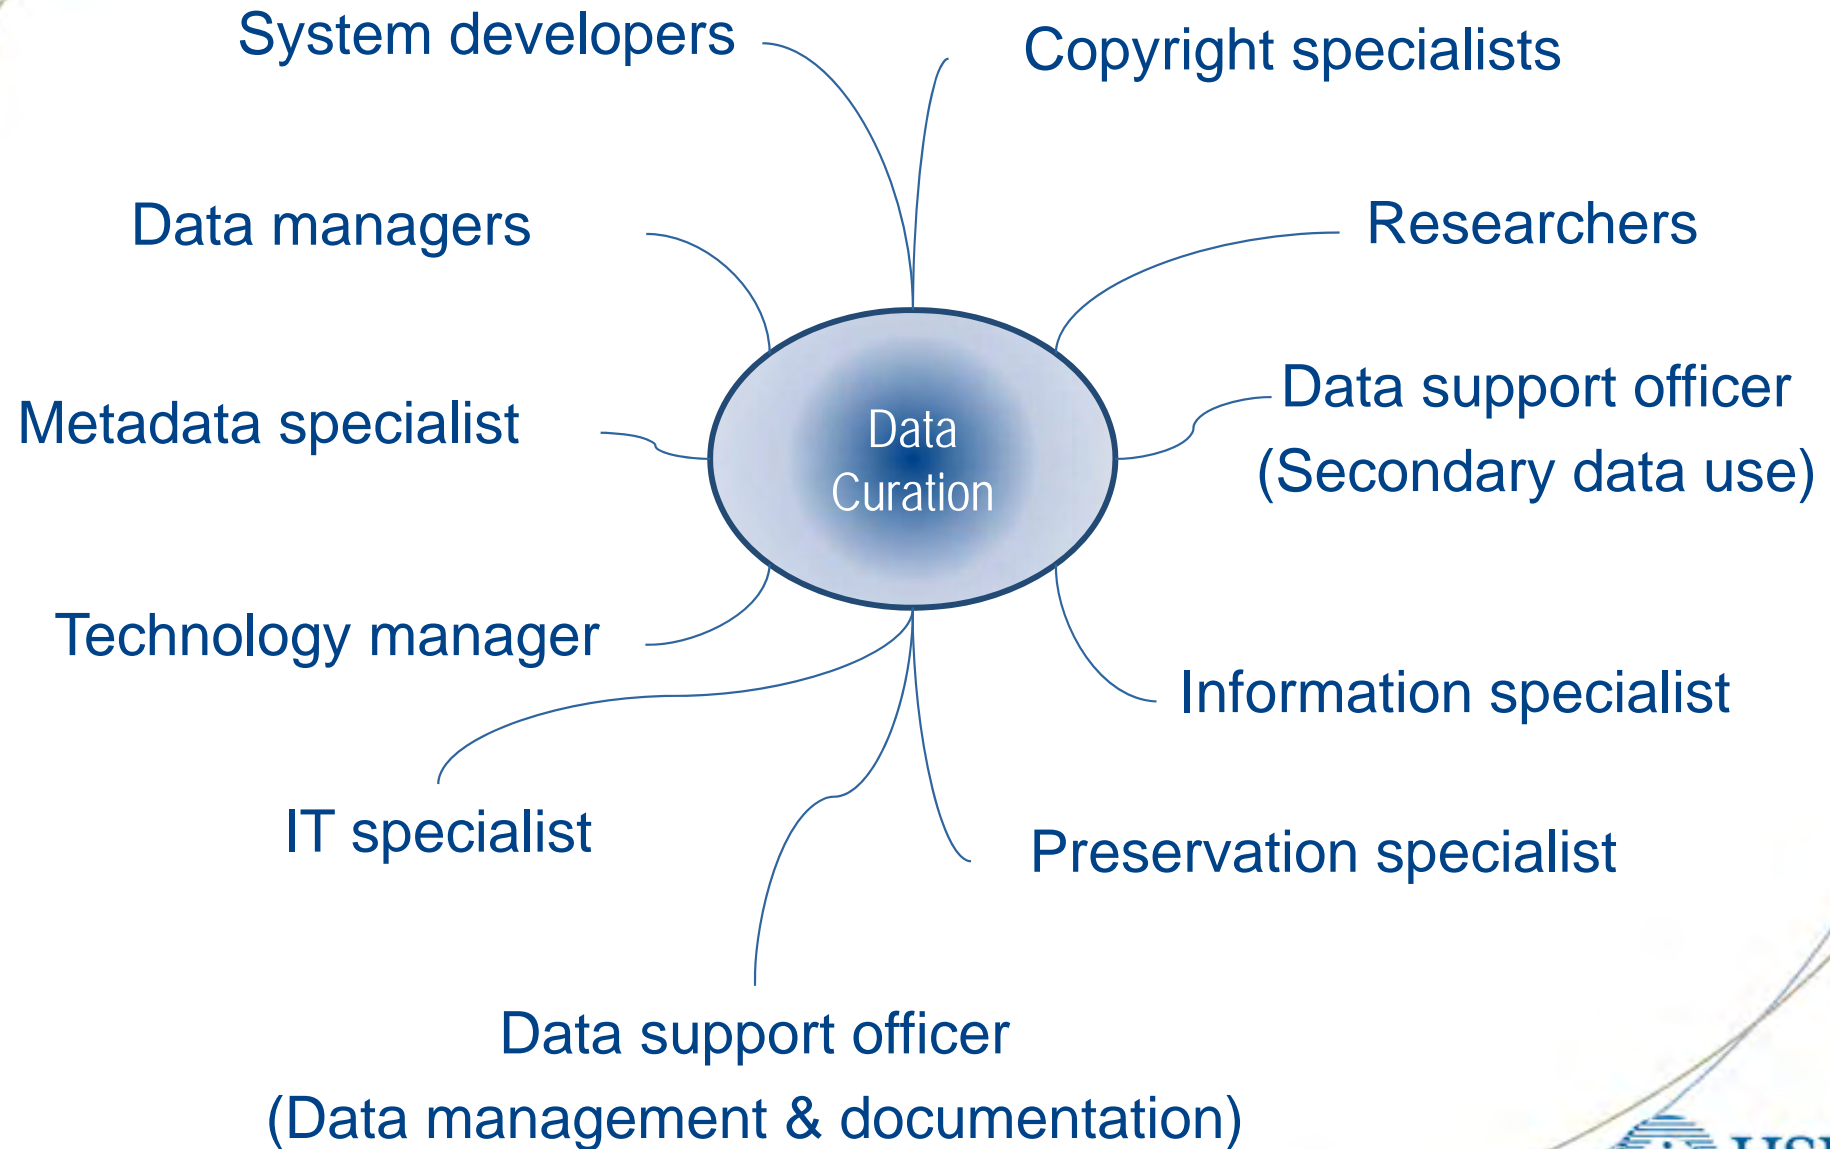 System developers
Copyright specialists
Data managers
Researchers
Metadata specialist
Data
Curation
Data support officer
(Secondary data use)
Technology manager
Information specialist
IT specialist
Preservation specialist
Data support officer
(Data management & documentation)